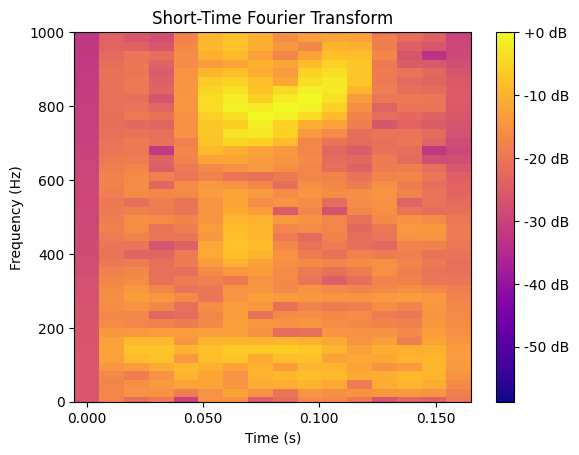 Short-Time Fourier Transform
1000
800
600
400
200
0
Frequency (Hz)
0.000
0.050
0.100
0.150
Time (s)
+0 dB
-10 dB
-20 dB
-30 dB
-40 dB
-50 dB